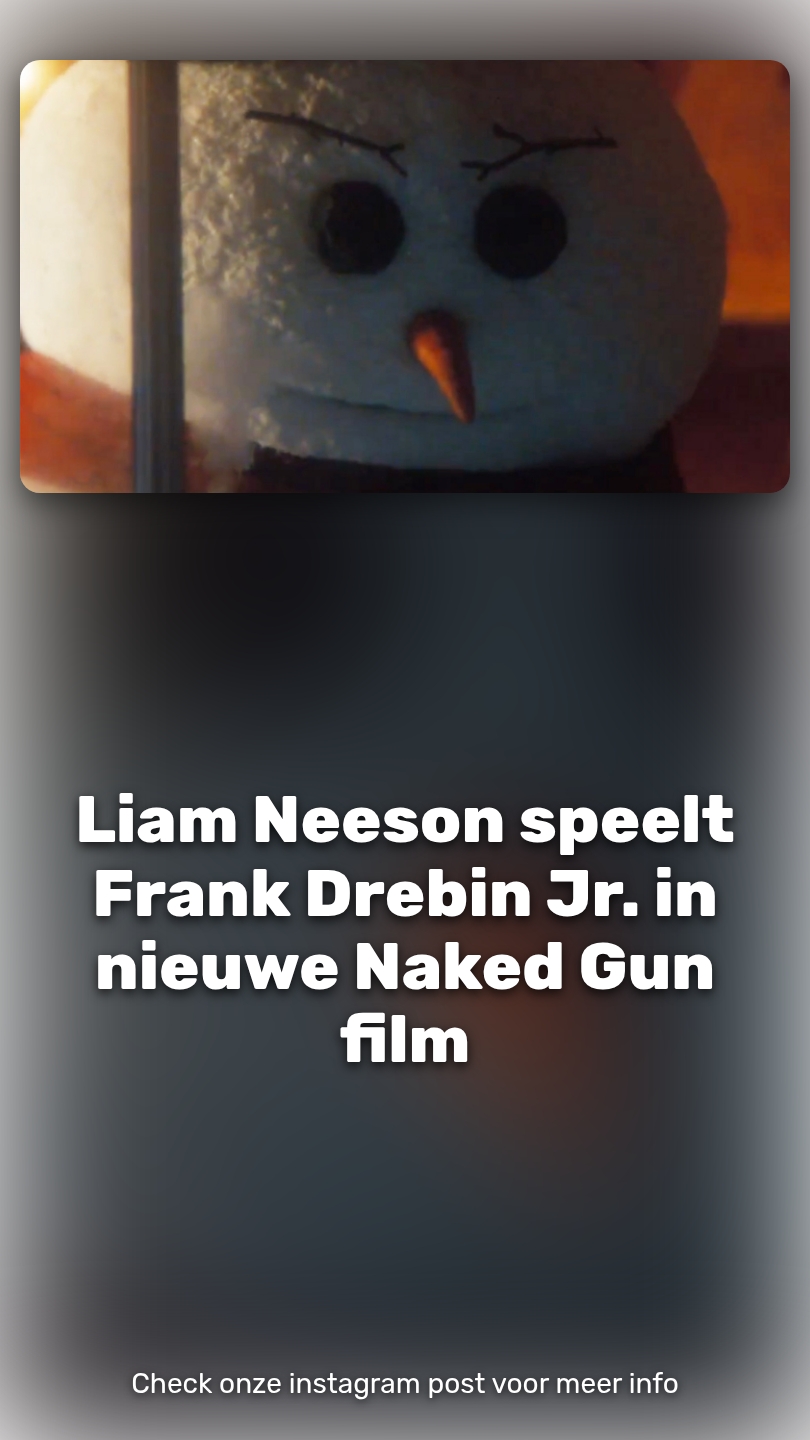 Liam Neeson speelt
Frank Drebin Jr. in
nieuwe Naked Gun
film
Check onze instagram post voor meer info